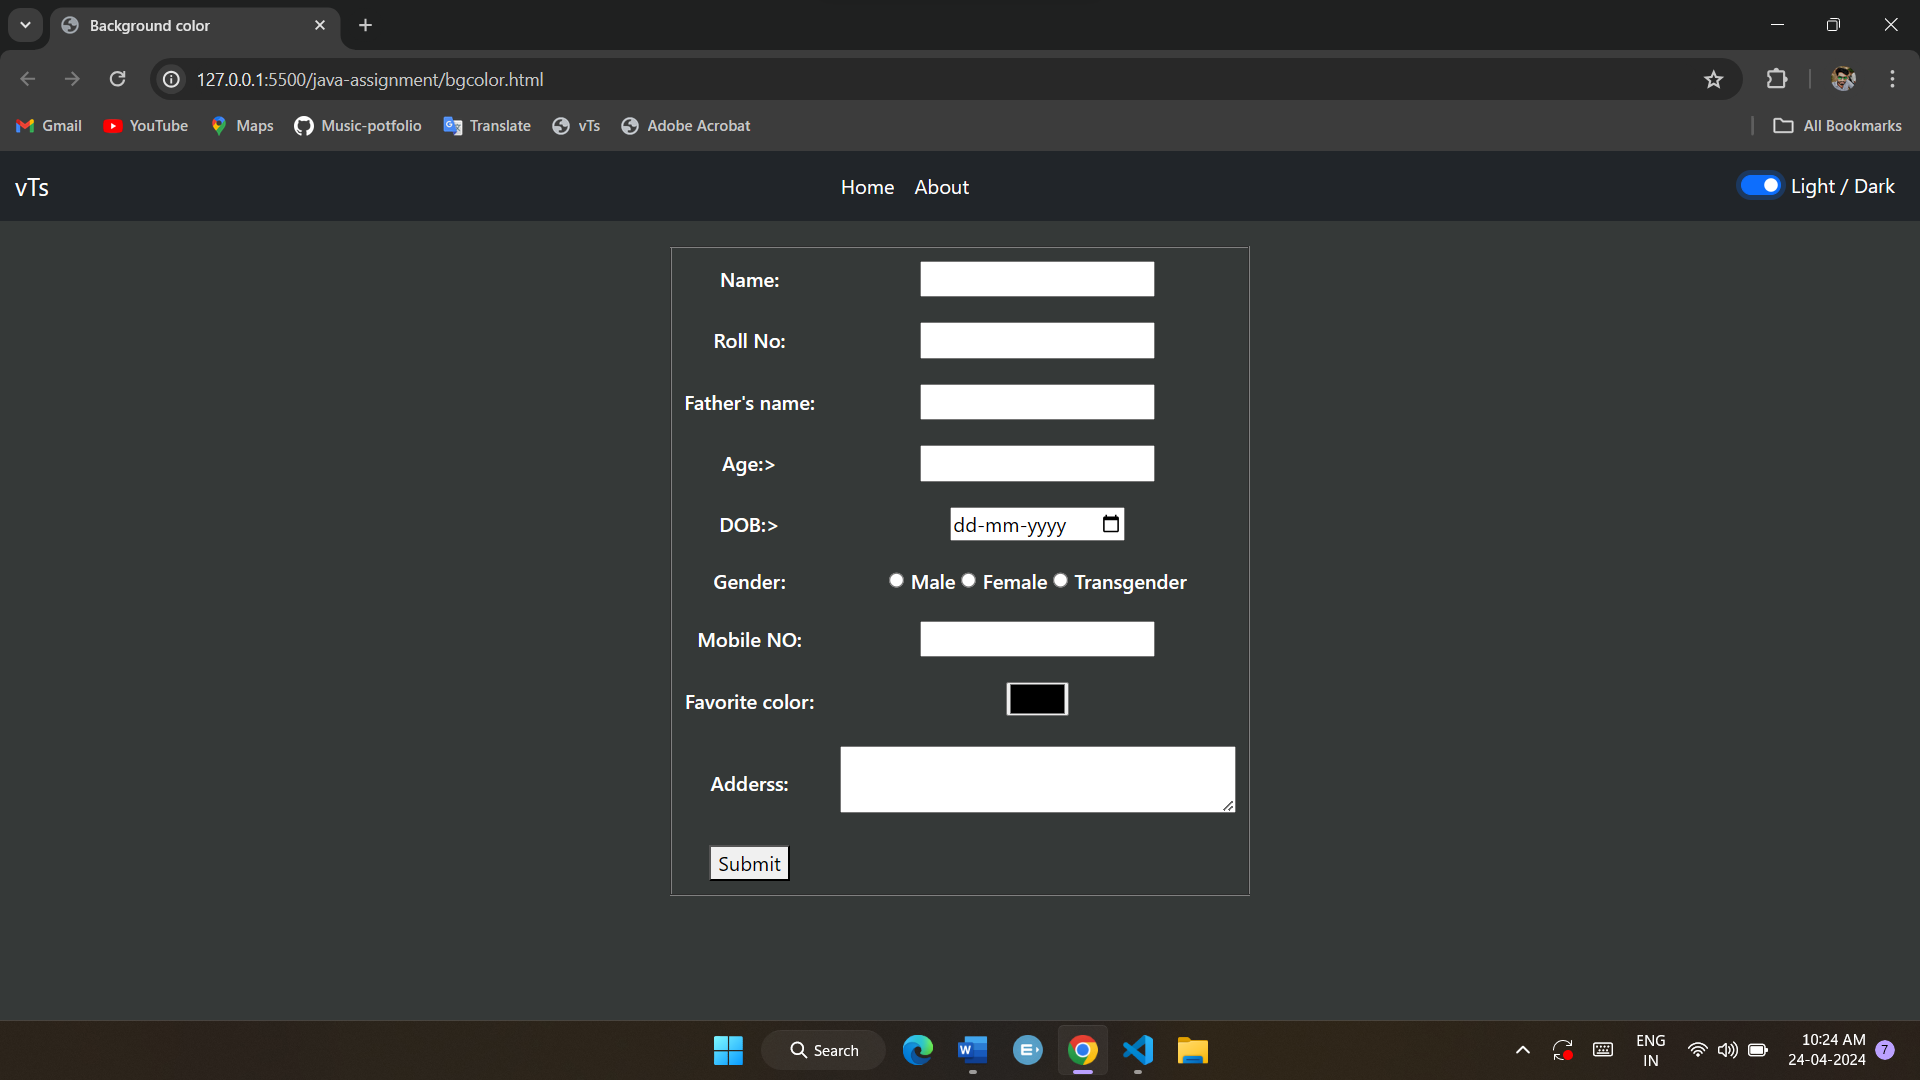 Background color
127.0.0.1:5500/java-assignment/bgcolor.html
Gmail YouTube Maps Music-potfolio Translate vTs Adobe Acrobat All Bookmarks
vTs Home About Light / Dark
Name:
Roll No:
Father's name:
Age:>
DOB:> dd-mm-yyyy
Gender: Male Female Transgender
Mobile NO:
Favorite color:
Adderss:
Submit
Search
ENG
IN
10:24 AM
24-04-2024
7